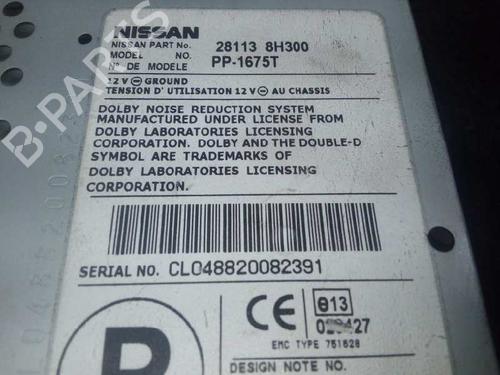 NISSAN
NISSAN PART No. 28113 8H300
MODEL NO. PP-1675T
Nº DE MODELE
12V ⊖ GROUND
TENSION D' UTILISATION 12V ⊖ AU CHASSIS
DOLBY NOISE REDUCTION SYSTEM
MANUFACTURED UNDER LICENSE FROM
DOLBY LABORATORIES LICENSING
CORPORATION. DOLBY AND THE DOUBLE-D
SYMBOL ARE TRADEMARKS OF
DOLBY LABORATORIES LICENSING
CORPORATION.
SERIAL NO. CL048820082391
P
CE
e13
EMC TYPE 751628
DESIGN NOTE NO.
B-PARTS